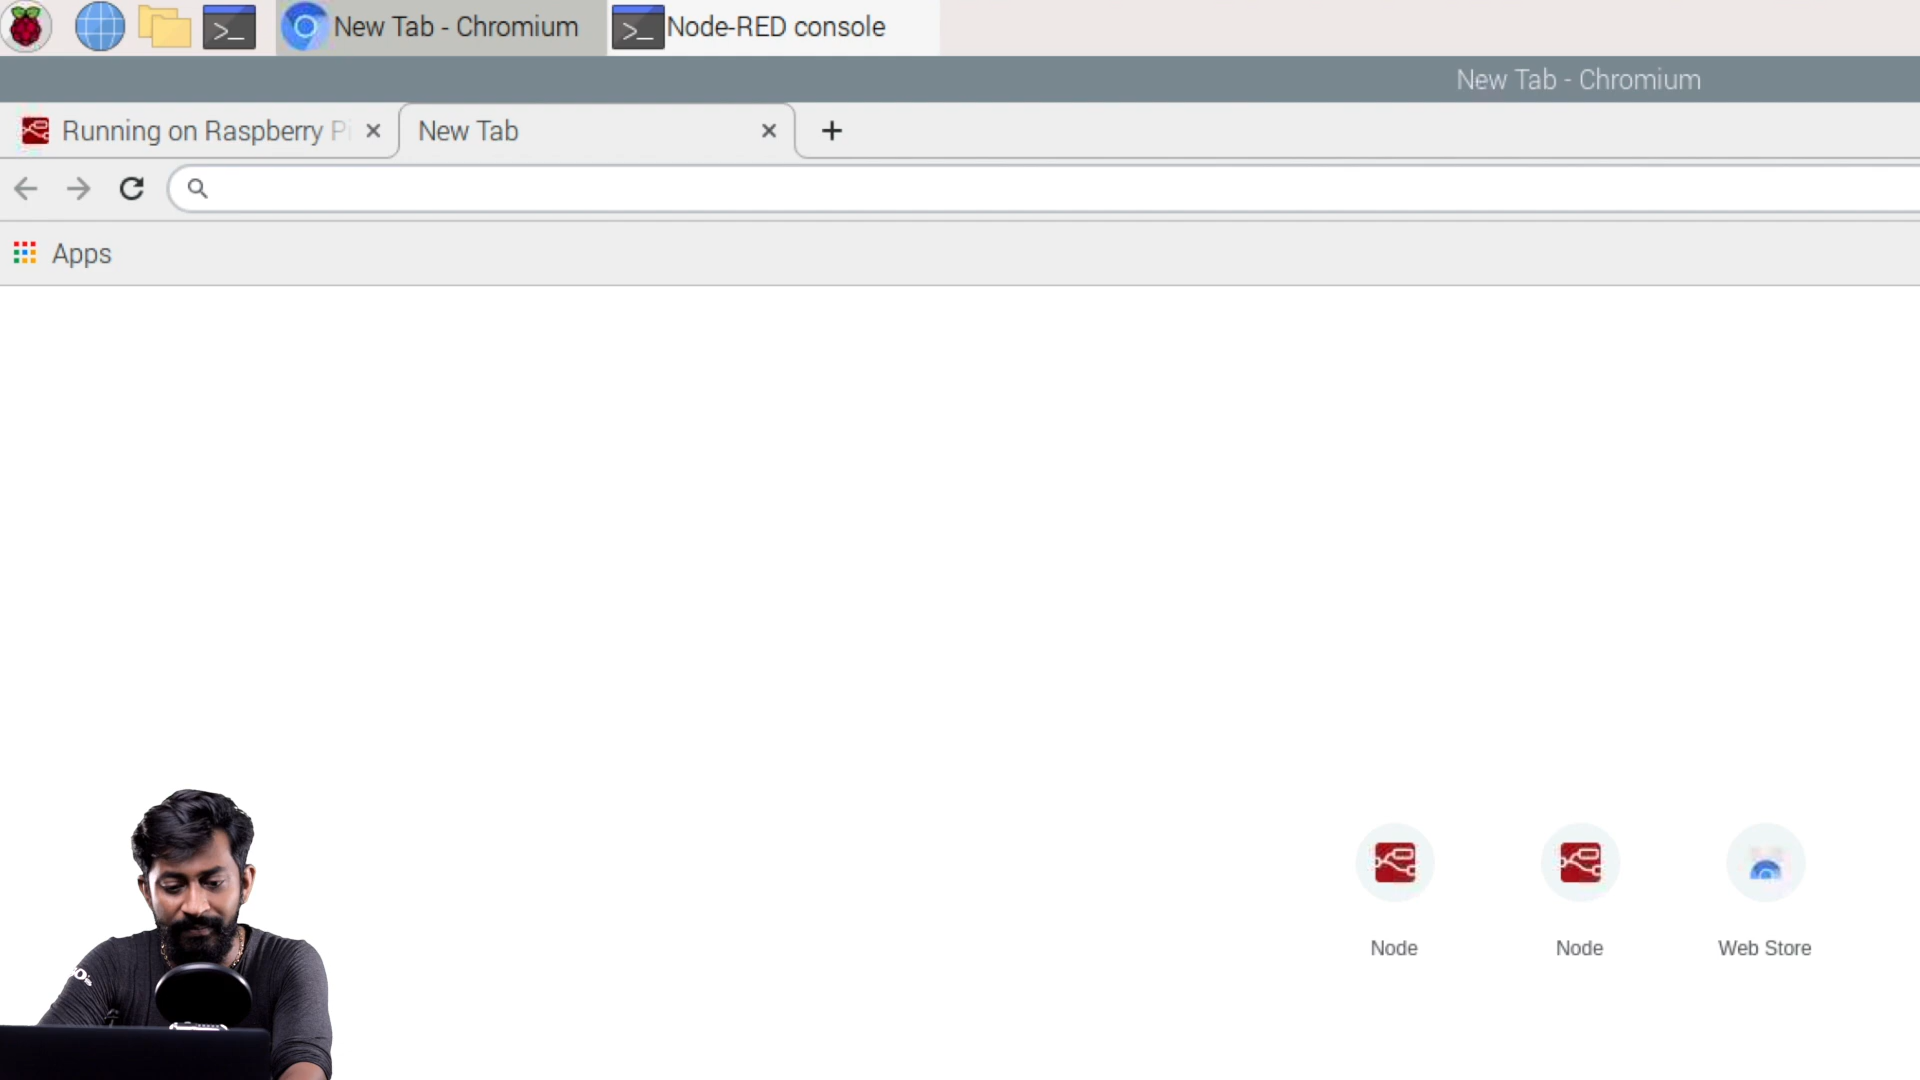 New Tab - Chromium
Node-RED console
New Tab - Chromium
Running on Raspberry Pi
New Tab
Apps
Node
Node
Web Store